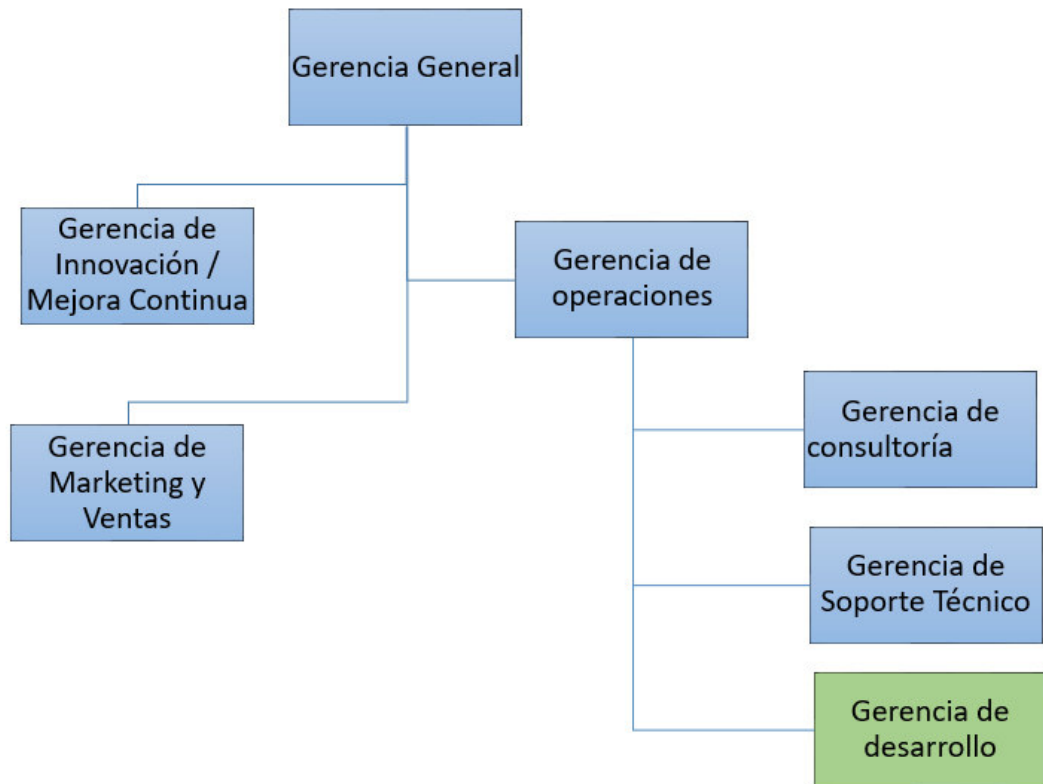 Gerencia General
Gerencia de
Innovación /
Mejora Continua
Gerencia de
operaciones
Gerencia de
consultoría
Gerencia de
Marketing y
Ventas
Gerencia de
Soporte Técnico
Gerencia de
desarrollo